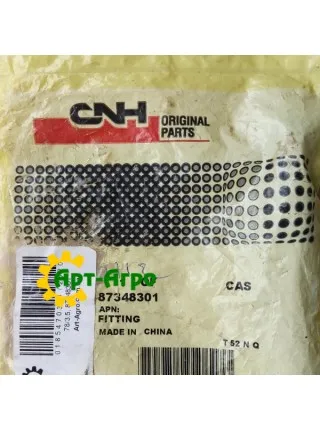 CNH
ORIGINAL
PARTS
Арт-Агро
CAS
87348301
APN:
FITTING
MADE IN CHINA
T 52 N Q